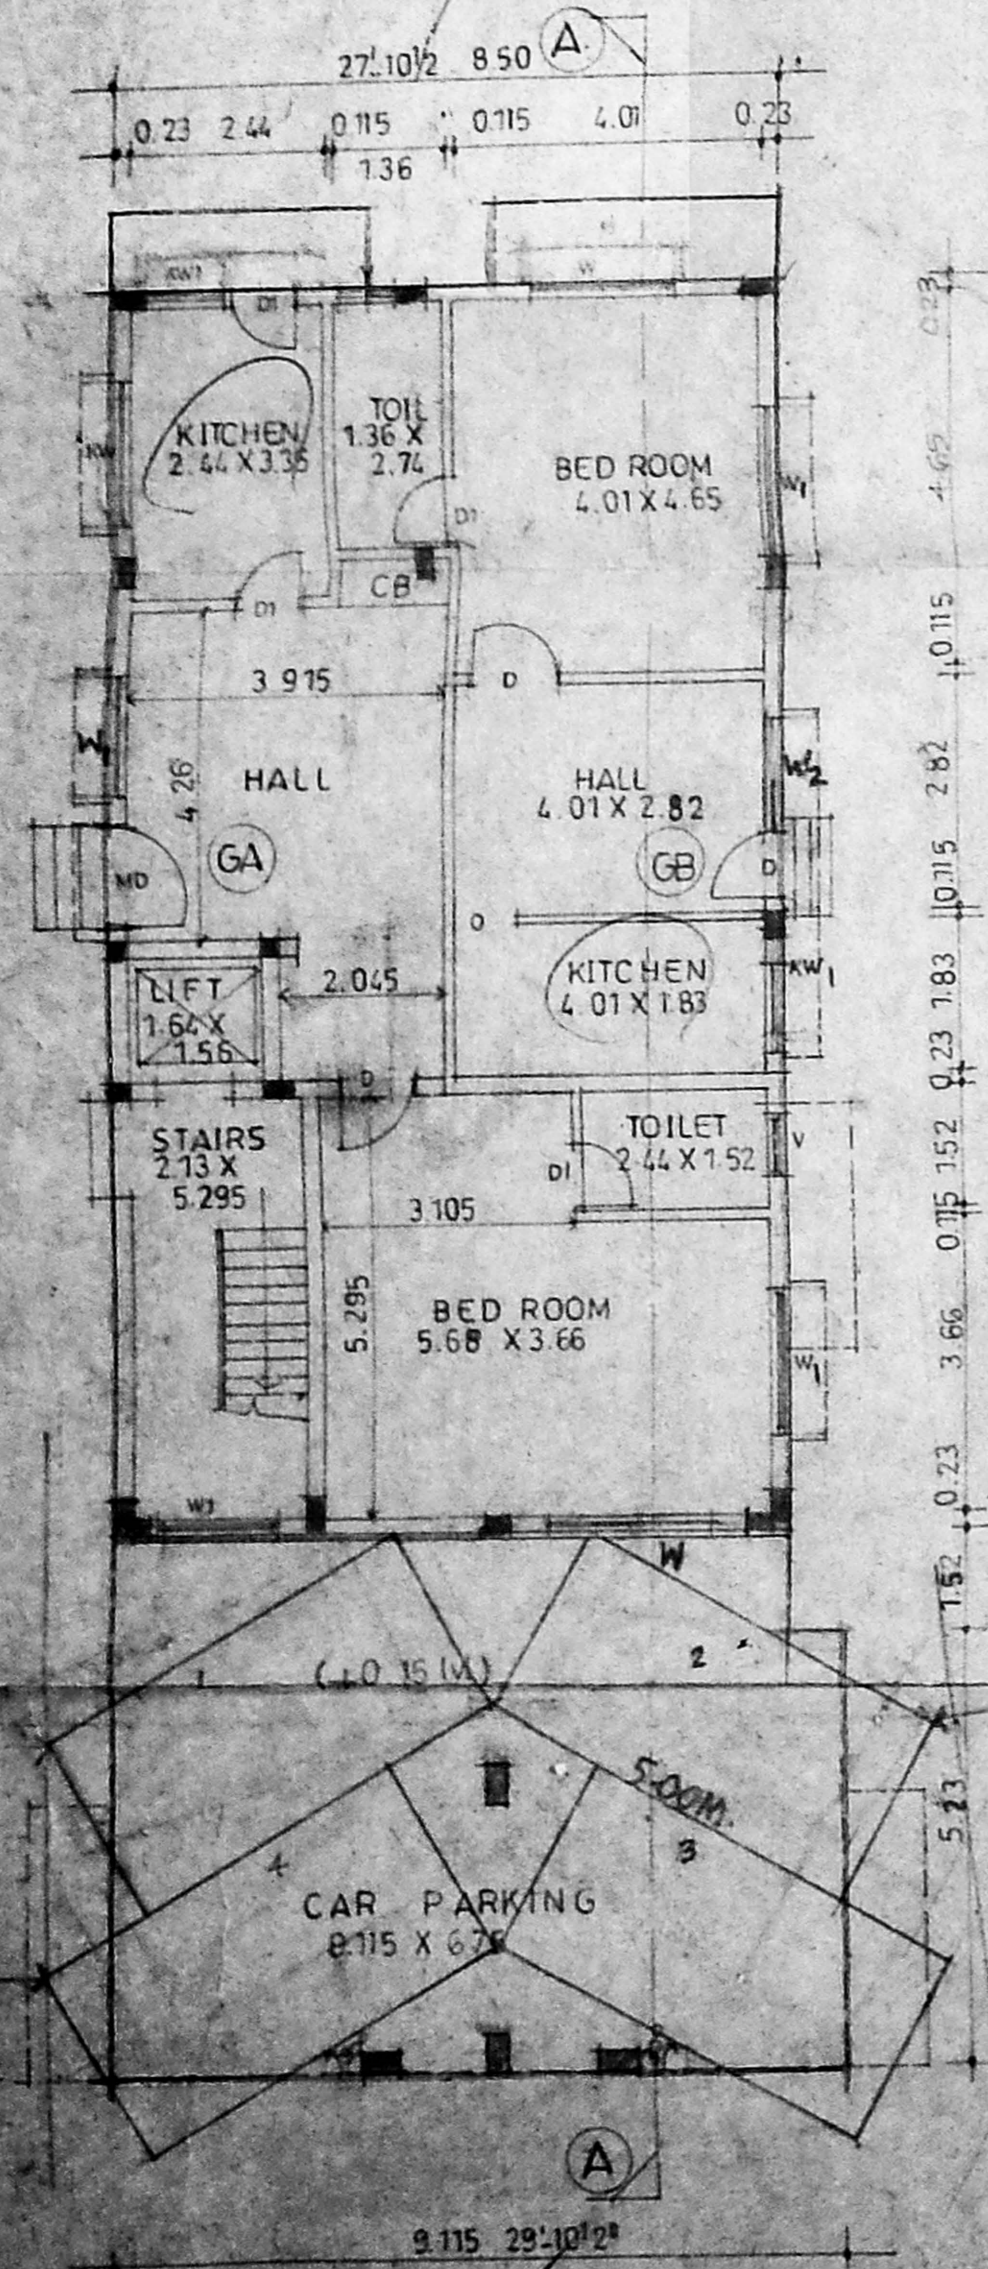 27'-10½ 8.50 A
0.23 2.44 0.115 0.115 4.01 0.23
1.36
KW1 W
D1
0.23
KITCHEN
2.44 X 3.35
TOIL
1.36 X
2.74
BED ROOM
4.01 X 4.65
KW
W1
4.65
D1
CB
D1
0.115
3.915
D
W1
4.26
HALL
HALL
4.01 X 2.82
W2
2.82
GA
GB
MD
D
0.115
O
LIFT
1.64 X
1.56
2.045
KITCHEN
4.01 X 1.83
KW1
1.83
0.23
D
STAIRS
2.13 X
5.295
TOILET
2.44 X 1.52
V
1.52
D1
3.105
0.115
5.295
BED ROOM
5.68 X 3.66
W1
3.66
0.23
W1
W
1.52
1
2
5.00M.
3
4
5.23
CAR PARKING
A
9.115 29'-10½"